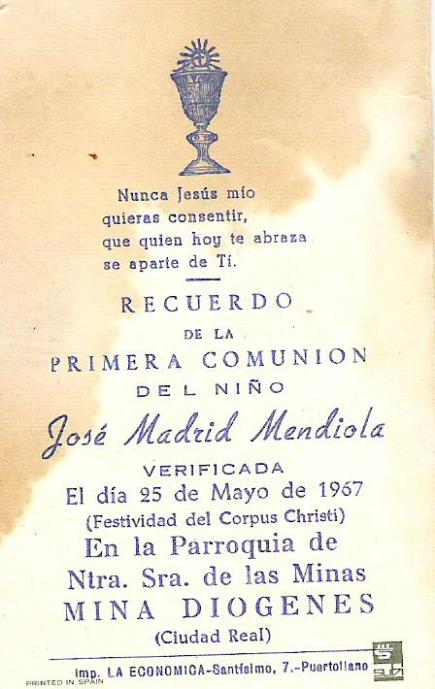 Nunca Jesús mío
quieras consentir,
que quien hoy te abraza
se aparte de Tí.
RECUERDO
DE LA
PRIMERA COMUNION
DEL NIÑO
José Madrid Mendiola
VERIFICADA
El día 25 de Mayo de 1967
(Festividad del Corpus Christi)
En la Parroquia de
Ntra. Sra. de las Minas
MINA DIOGENES
(Ciudad Real)
Imp. LA ECONOMICA-Santísimo, 7.-Puertollano
PRINTED IN SPAIN